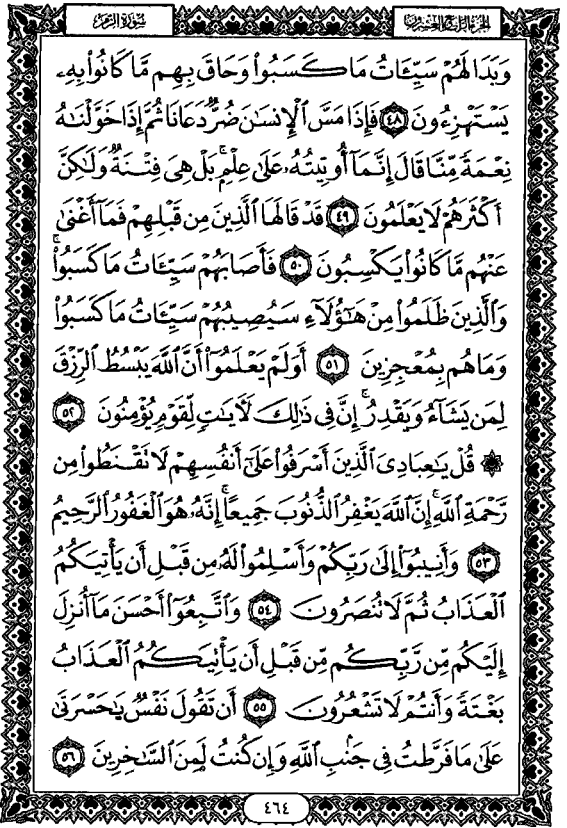 الجزء الرابع والعشرون
سورة الزمر
وَبَدَا لَهُمْ سَيِّئَاتُ مَا كَسَبُوا۟ وَحَاقَ بِهِم مَّا كَانُوا۟ بِهِۦ
يَسْتَهْزِءُونَ ٤٨ فَإِذَا مَسَّ ٱلْإِنسَٰنَ ضُرٌّ دَعَانَا ثُمَّ إِذَا خَوَّلْنَٰهُ
نِعْمَةً مِّنَّا قَالَ إِنَّمَآ أُوتِيتُهُۥ عَلَىٰ عِلْمٍۭ ۚ بَلْ هِىَ فِتْنَةٌ وَلَٰكِنَّ
أَكْثَرَهُمْ لَا يَعْلَمُونَ ٤٩ قَدْ قَالَهَا ٱلَّذِينَ مِن قَبْلِهِمْ فَمَآ أَغْنَىٰ
عَنْهُم مَّا كَانُوا۟ يَكْسِبُونَ ٥٠ فَأَصَابَهُمْ سَيِّئَاتُ مَا كَسَبُوا۟ ۚ
وَٱلَّذِينَ ظَلَمُوا۟ مِنْ هَٰٓؤُلَآءِ سَيُصِيبُهُمْ سَيِّئَاتُ مَا كَسَبُوا۟
وَمَا هُم بِمُعْجِزِينَ ٥١ أَوَلَمْ يَعْلَمُوٓا۟ أَنَّ ٱللَّهَ يَبْسُطُ ٱلرِّزْقَ
لِمَن يَشَآءُ وَيَقْدِرُ ۚ إِنَّ فِى ذَٰلِكَ لَءَايَٰتٍ لِّقَوْمٍ يُؤْمِنُونَ ٥٢
۞ قُلْ يَٰعِبَادِىَ ٱلَّذِينَ أَسْرَفُوا۟ عَلَىٰٓ أَنفُسِهِمْ لَا تَقْنَطُوا۟ مِن
رَّحْمَةِ ٱللَّهِ ۚ إِنَّ ٱللَّهَ يَغْفِرُ ٱلذُّنُوبَ جَمِيعًا ۚ إِنَّهُۥ هُوَ ٱلْغَفُورُ ٱلرَّحِيمُ
٥٣ وَأَنِيبُوٓا۟ إِلَىٰ رَبِّكُمْ وَأَسْلِمُوا۟ لَهُۥ مِن قَبْلِ أَن يَأْتِيَكُمُ
ٱلْعَذَابُ ثُمَّ لَا تُنصَرُونَ ٥٤ وَٱتَّبِعُوٓا۟ أَحْسَنَ مَآ أُنزِلَ
إِلَيْكُم مِّن رَّبِّكُم مِّن قَبْلِ أَن يَأْتِيَكُمُ ٱلْعَذَابُ
بَغْتَةً وَأَنتُمْ لَا تَشْعُرُونَ ٥٥ أَن تَقُولَ نَفْسٌ يَٰحَسْرَتَىٰ
عَلَىٰ مَا فَرَّطتُ فِى جَنۢبِ ٱللَّهِ وَإِن كُنتُ لَمِنَ ٱلسَّٰخِرِينَ ٥٦
٤٦٤